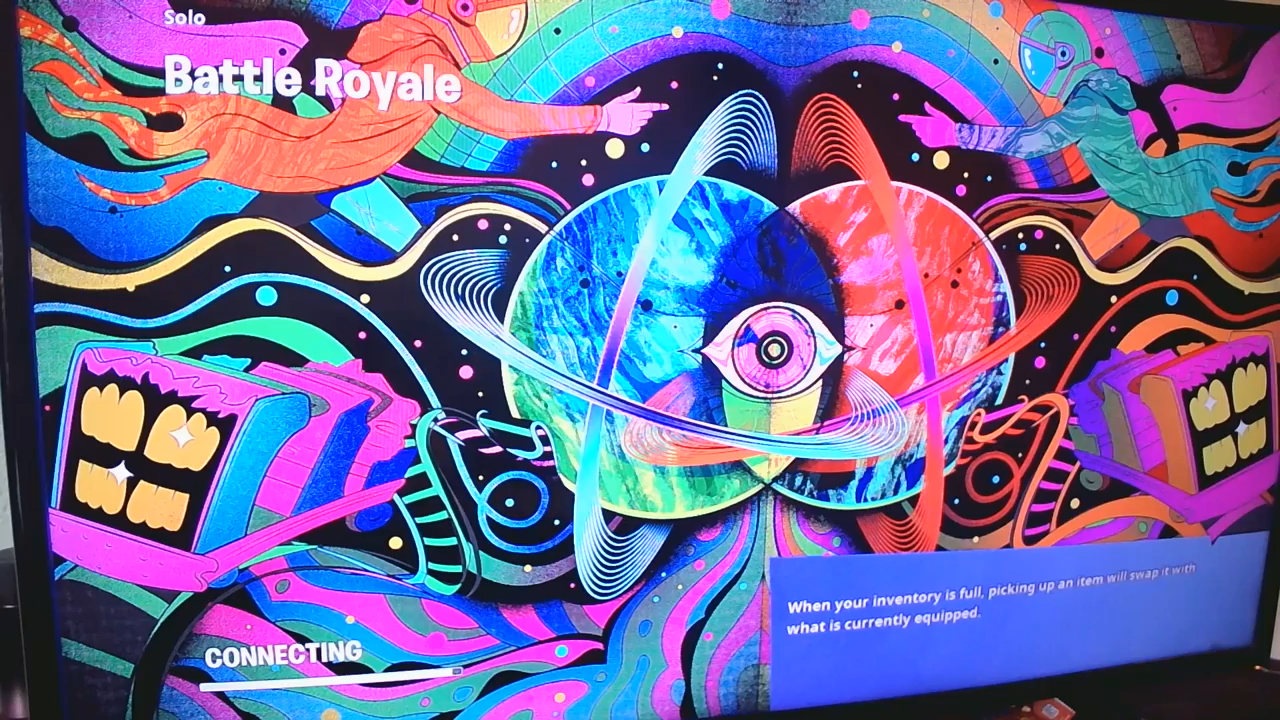 Solo
Battle Royale
CONNECTING
When your inventory is full, picking up an item will swap it with
what is currently equipped.